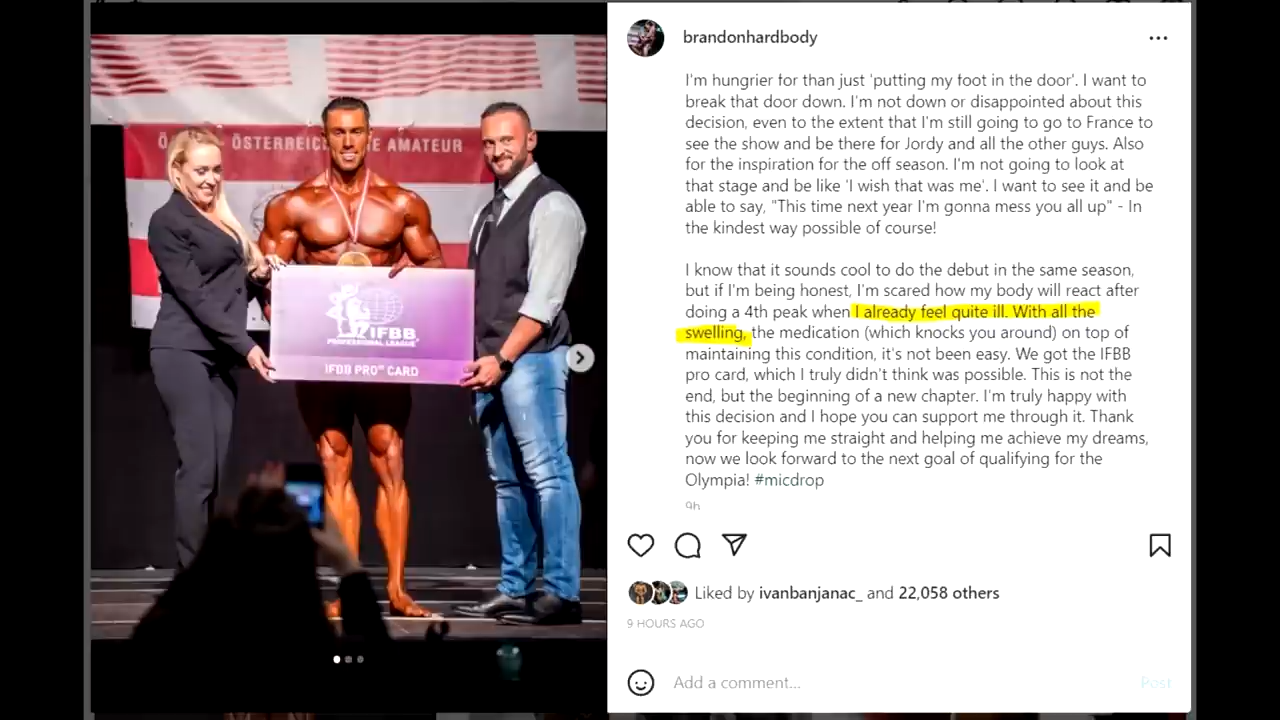 ÖSTERREICH
NE AMATEUR
IFBB
PROFESSIONAL LEAGUE
IFBB PRO™ CARD
brandonhardbody
I'm hungrier for than just 'putting my foot in the door'. I want to
break that door down. I'm not down or disappointed about this
decision, even to the extent that I'm still going to go to France to
see the show and be there for Jordy and all the other guys. Also
for the inspiration for the off season. I'm not going to look at
that stage and be like 'I wish that was me'. I want to see it and be
able to say, "This time next year I'm gonna mess you all up" - In
the kindest way possible of course!
I know that it sounds cool to do the debut in the same season,
but if I'm being honest, I'm scared how my body will react after
doing a 4th peak when I already feel quite ill. With all the
swelling, the medication (which knocks you around) on top of
maintaining this condition, it's not been easy. We got the IFBB
pro card, which I truly didn't think was possible. This is not the
end, but the beginning of a new chapter. I'm truly happy with
this decision and I hope you can support me through it. Thank
you for keeping me straight and helping me achieve my dreams,
now we look forward to the next goal of qualifying for the
Olympia! #micdrop
9h
Liked by ivanbanjanac_ and 22,058 others
9 HOURS AGO
Add a comment...
Post